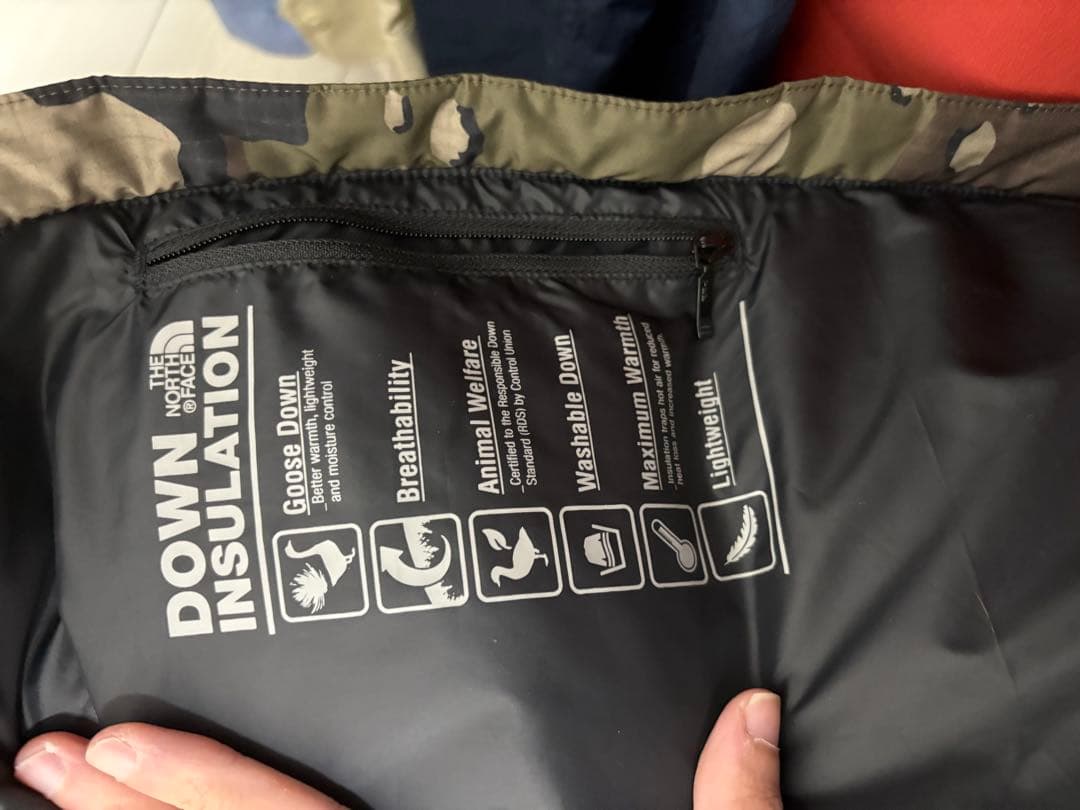 DOWN
INSULATION
THE
NORTH
FACE
®
Goose Down
Better warmth, lightweight
and moisture control
Breathability
Animal Welfare
Certified to the Responsible Down
Standard (RDS) by Control Union
Washable Down
Maximum Warmth
Insulation traps hot air for reduced
heat loss and increased warmth.
Lightweight